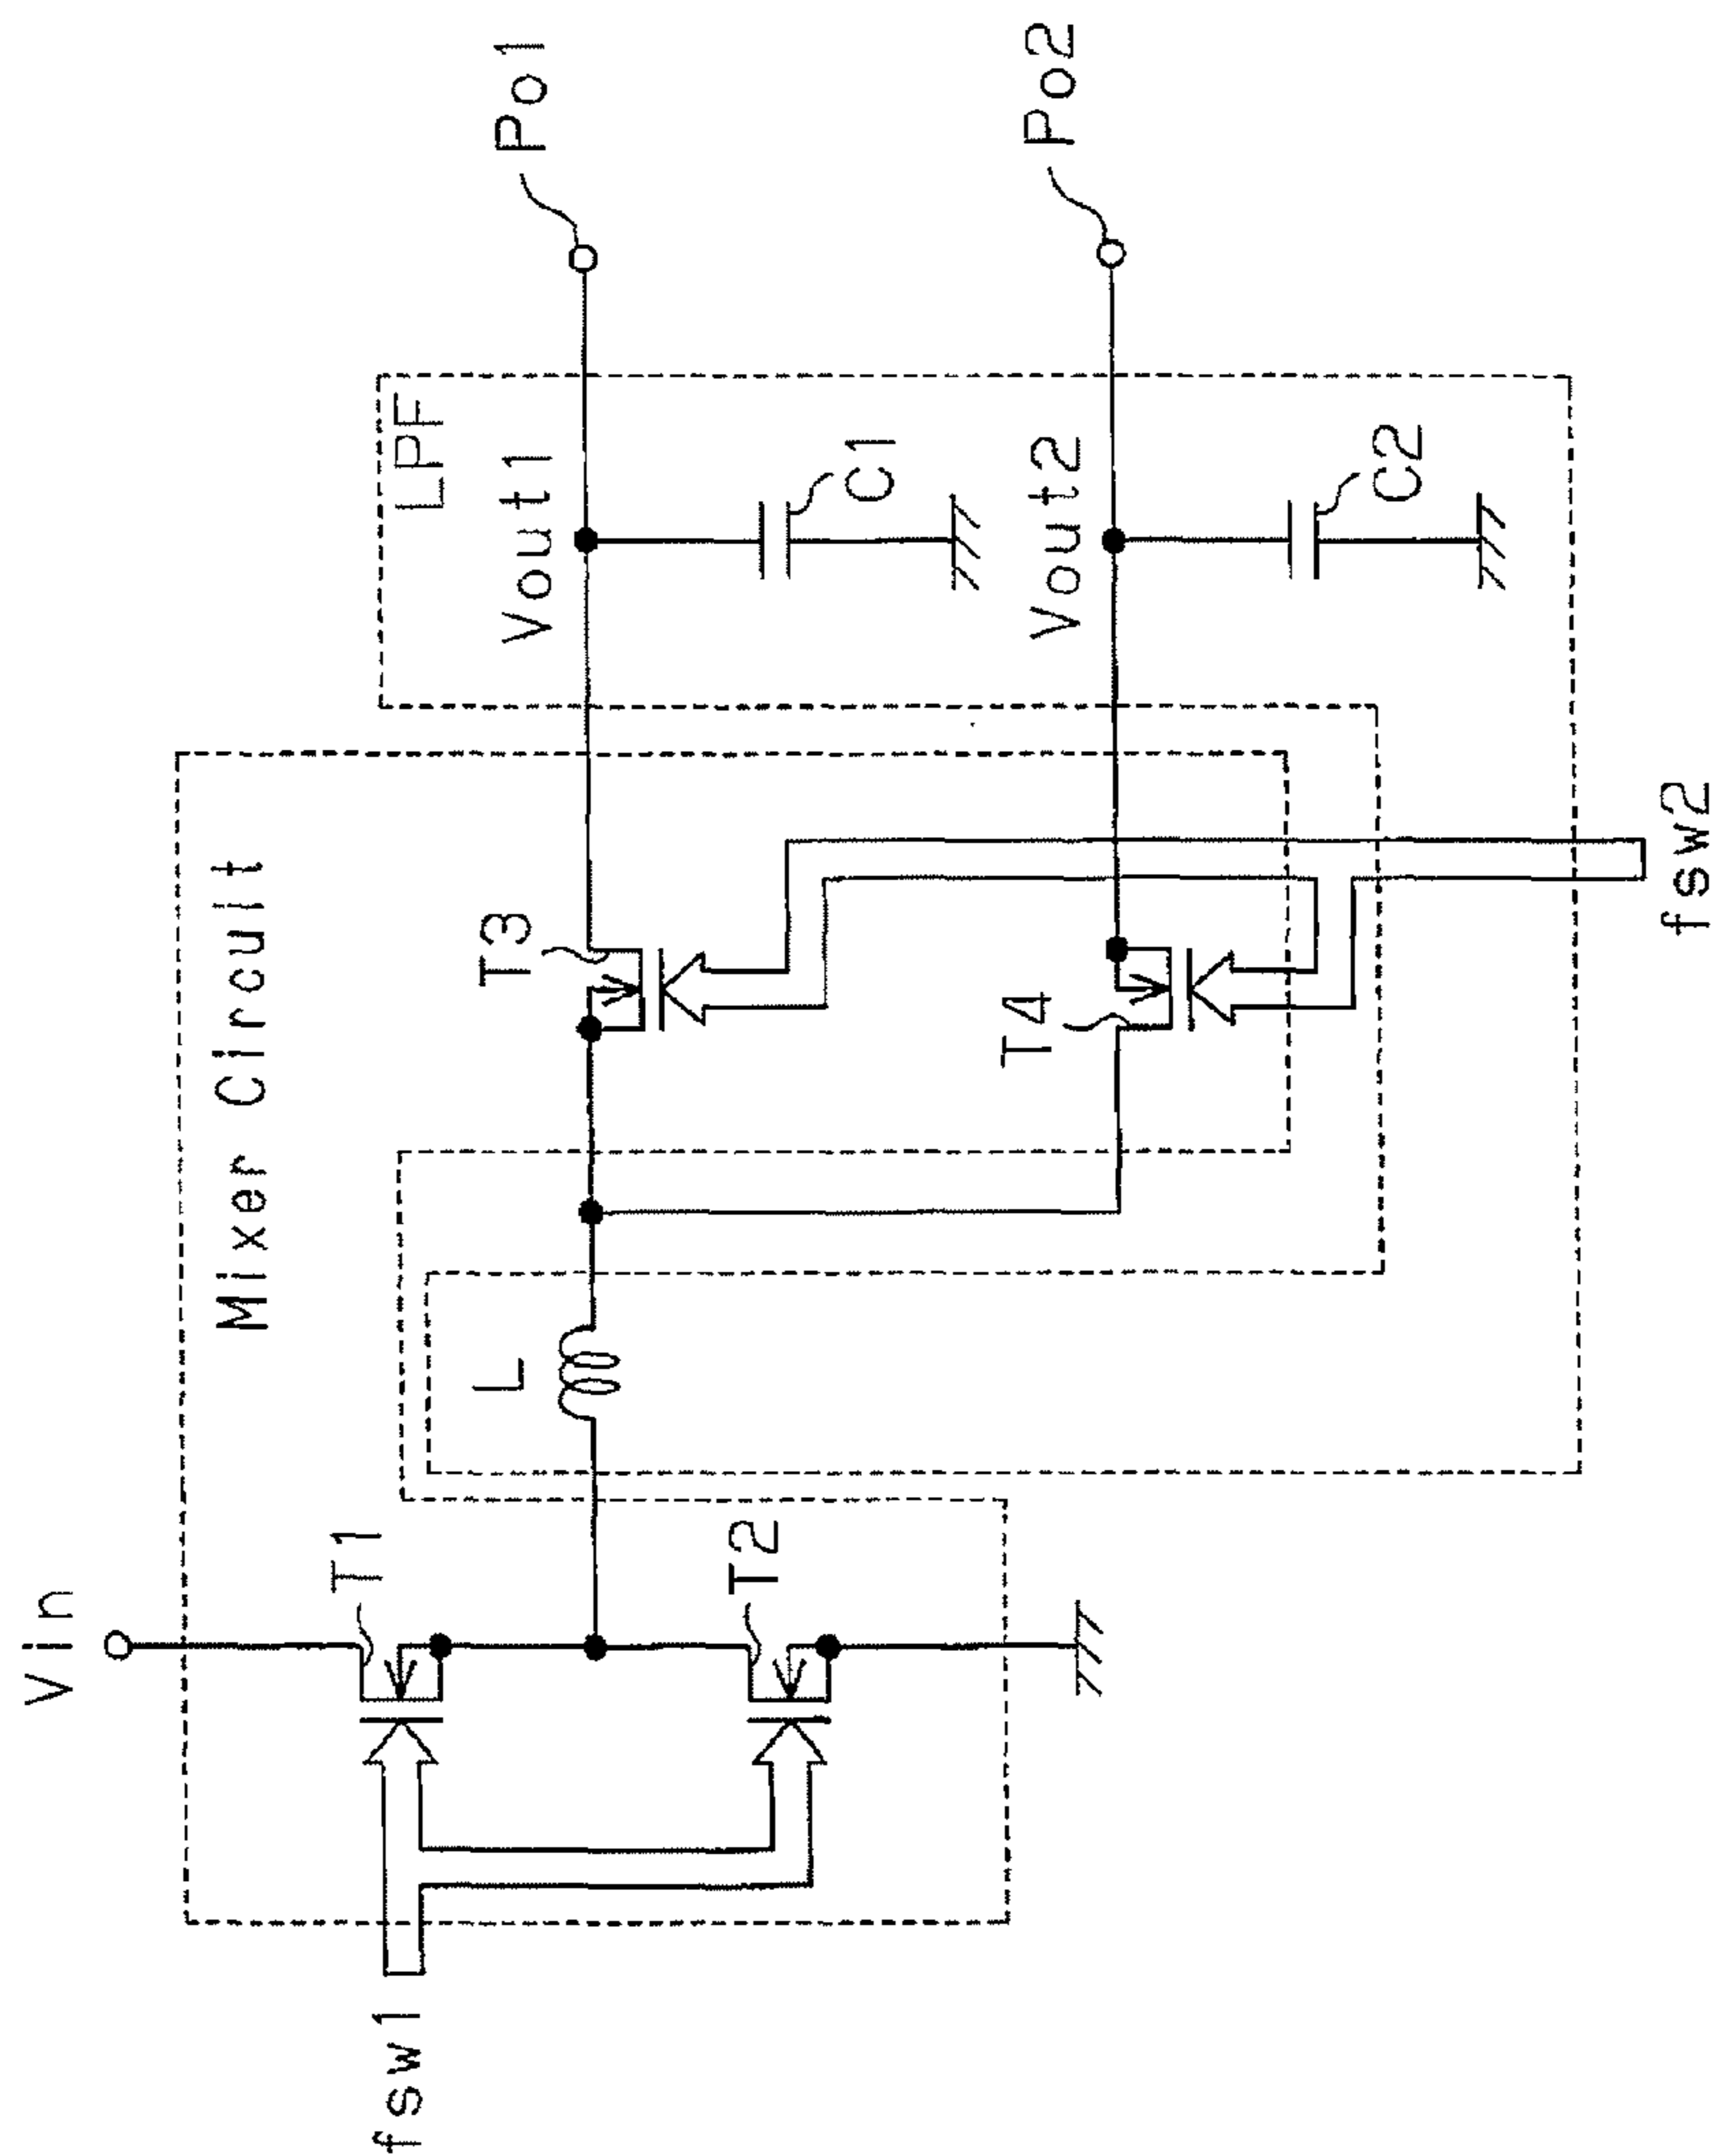 Vin
Mixer Circuit
LPF
Po1
T1
L
T3
Vout1
fsw1
C1
T2
Po2
T4
Vout2
C2
fsw2